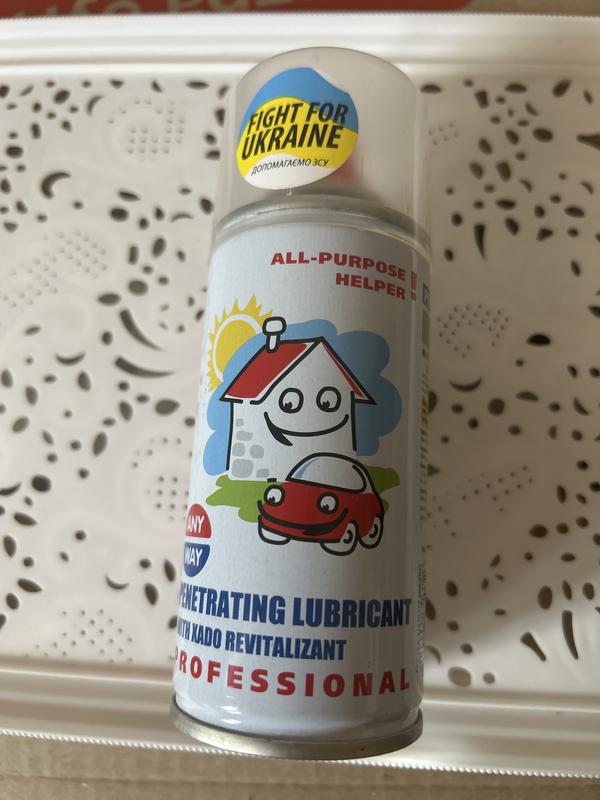 FIGHT FOR
UKRAINE
ДОПОМАГАЄМО ЗСУ
ALL-PURPOSE
HELPER!
ANY
WAY
PENETRATING LUBRICANT
WITH XADO REVITALIZANT
PROFESSIONAL